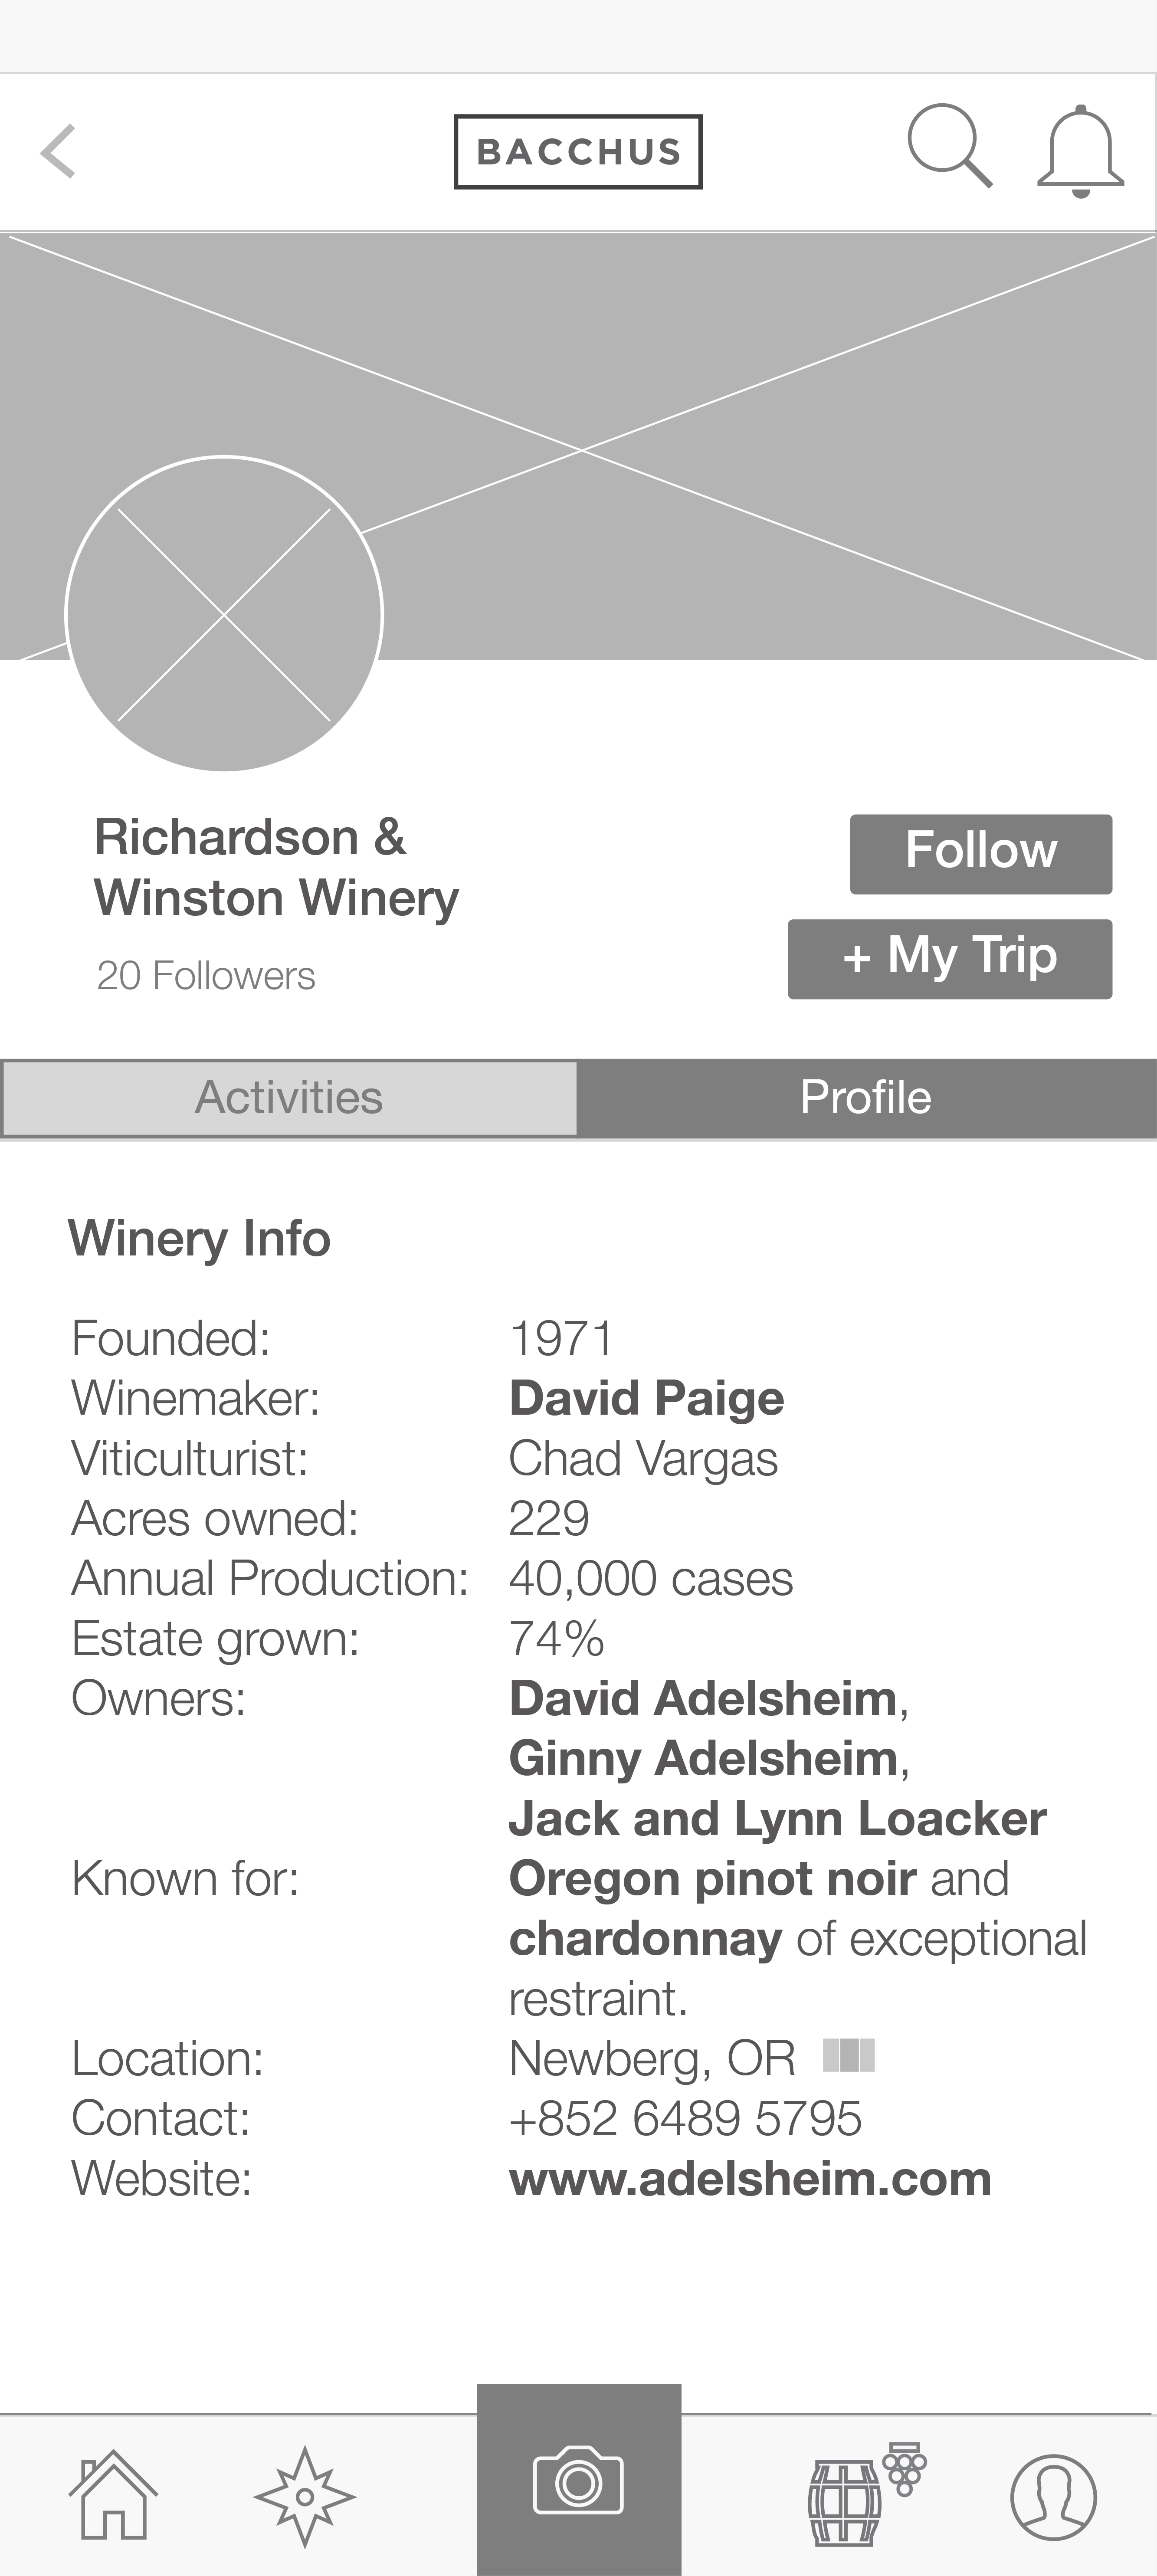 BACCHUS
Richardson &
Winston Winery
20 Followers
Follow
+ My Trip
Activities
Profile
Winery Info
Founded: 1971
Winemaker: David Paige
Viticulturist: Chad Vargas
Acres owned: 229
Annual Production: 40,000 cases
Estate grown: 74%
Owners: David Adelsheim,
Ginny Adelsheim,
Jack and Lynn Loacker
Known for: Oregon pinot noir and
chardonnay of exceptional
restraint.
Location: Newberg, OR
Contact: +852 6489 5795
Website: www.adelsheim.com